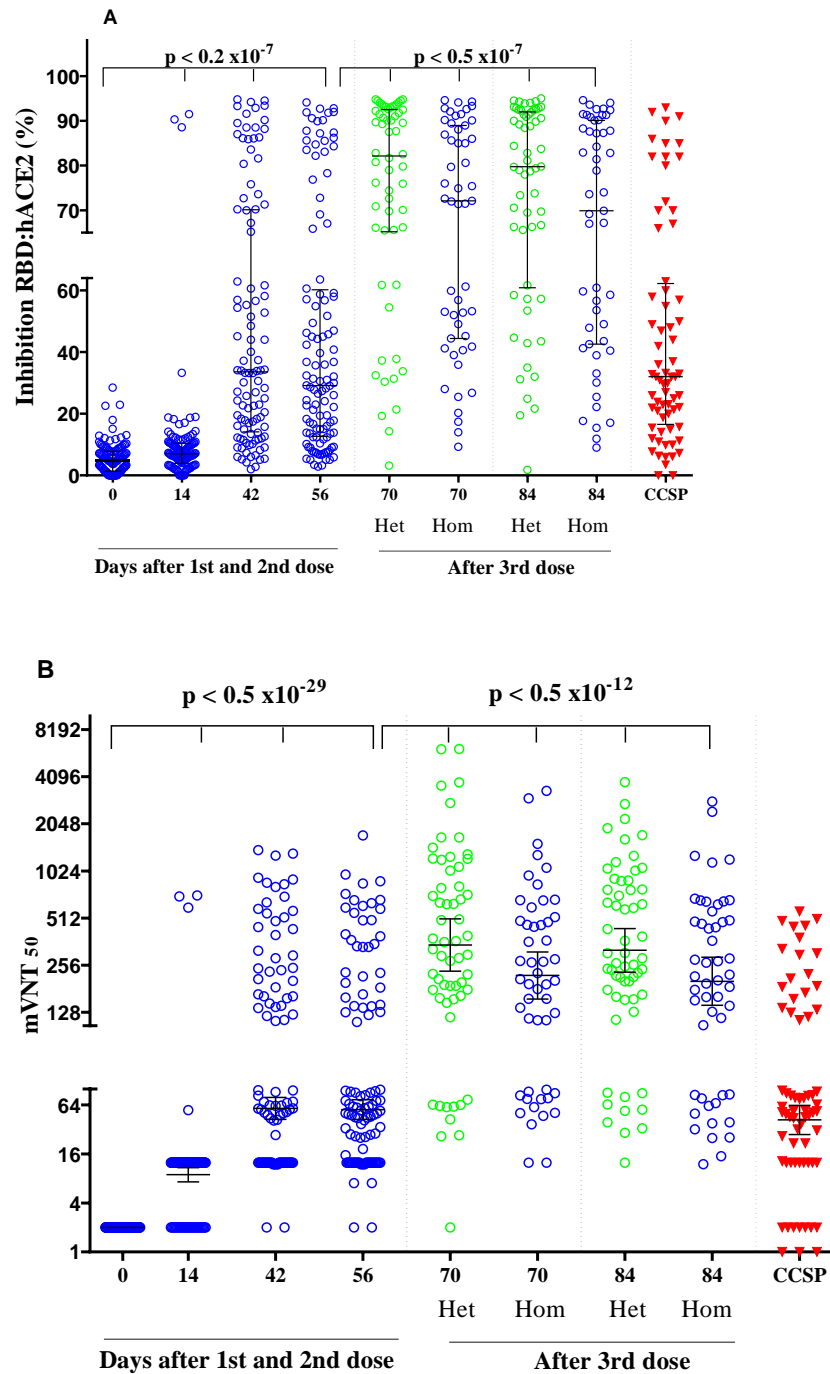 A
p < 0.2 x10-7 p < 0.5 x10-7
100
90
80
70
60
40
20
0
Inhibition RBD:hACE2 (%)
0 14 42 56 70 70 84 84 CCSP
Het Hom Het Hom
Days after 1st and 2nd dose After 3rd dose
B
p < 0.5 x10-29 p < 0.5 x10-12
8192
4096
2048
1024
512
256
128
64
16
4
1
mVNT 50
0 14 42 56 70 70 84 84 CCSP
Het Hom Het Hom
Days after 1st and 2nd dose After 3rd dose